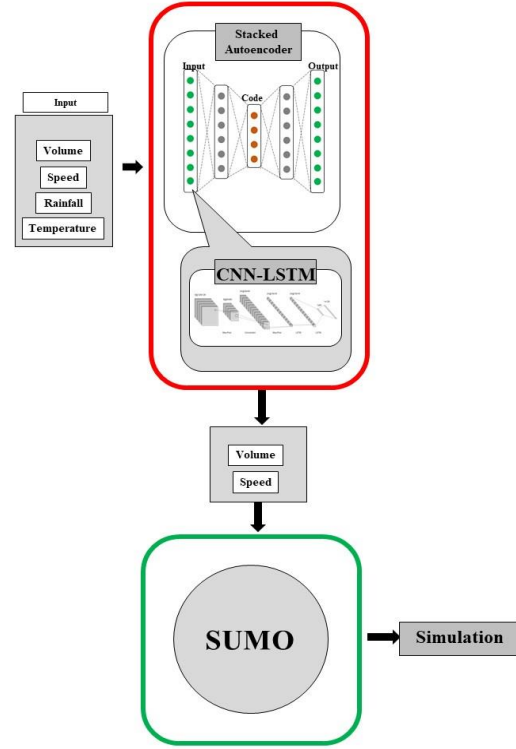 Stacked
Autoencoder
Input
Output
Code
Input
Volume
Speed
Rainfall
Temperature
CNN-LSTM
Volume
Speed
SUMO
Simulation